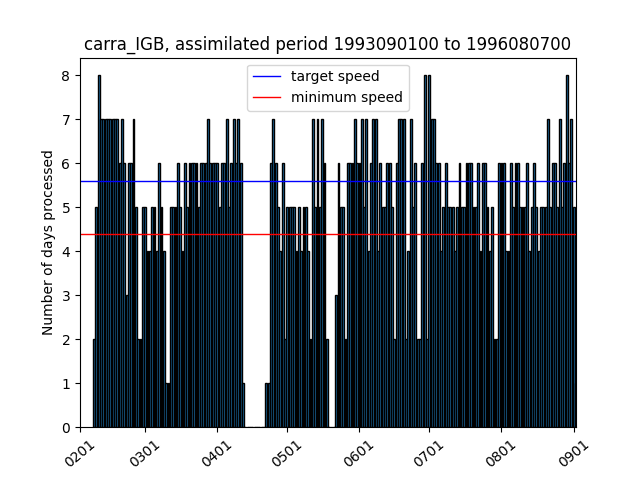 carra_IGB, assimilated period 1993090100 to 1996080700
target speed
minimum speed
Number of days processed
8
7
6
5
4
3
2
1
0
0201 0301 0401 0501 0601 0701 0801 0901